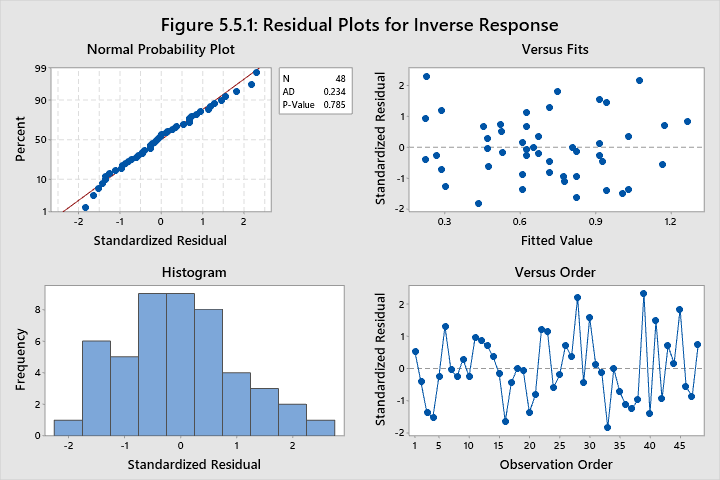 Figure 5.5.1: Residual Plots for Inverse Response
Normal Probability Plot
Percent
99
90
50
10
1
-2 -1 0 1 2
Standardized Residual
N 48
AD 0.234
P-Value 0.785
Versus Fits
Standardized Residual
2
1
0
-1
-2
0.3 0.6 0.9 1.2
Fitted Value
Histogram
Frequency
8
6
4
2
0
-2 -1 0 1 2
Standardized Residual
Versus Order
Standardized Residual
2
1
0
-1
-2
1 5 10 15 20 25 30 35 40 45
Observation Order